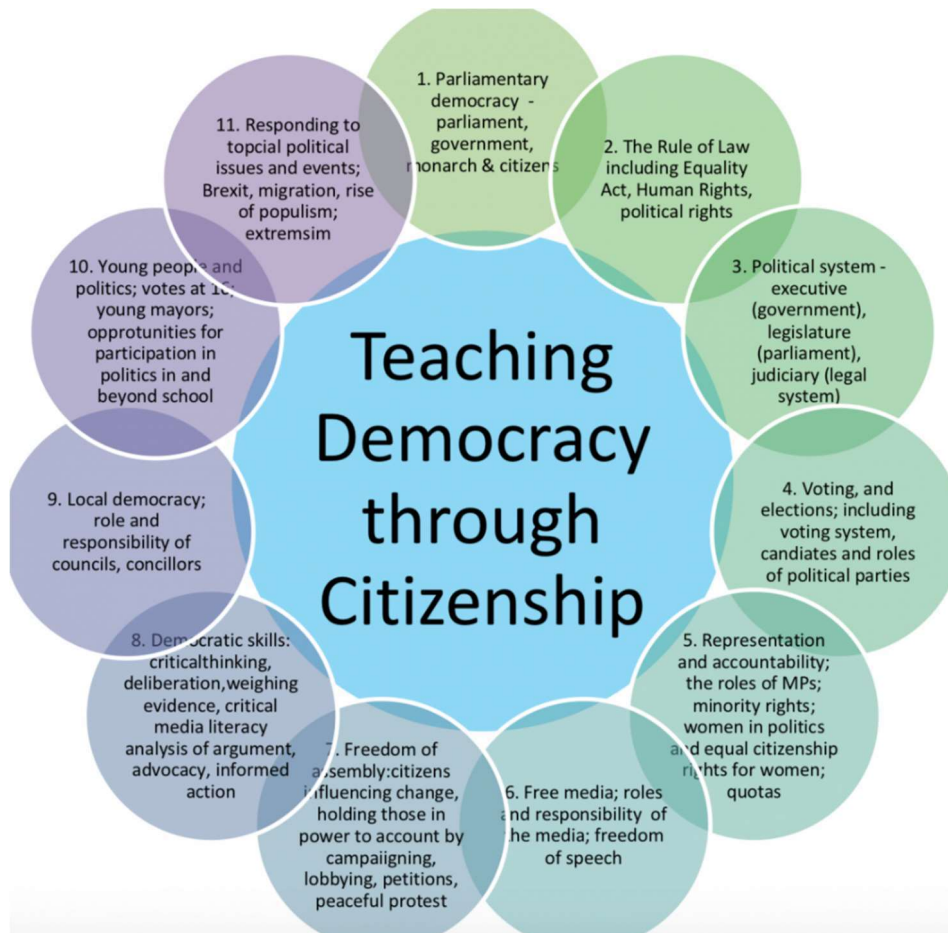 1. Parliamentary
democracy -
parliament,
government,
monarch & citizens
2. The Rule of Law
including Equality
Act, Human Rights,
political rights
3. Political system -
executive
(government),
legislature
(parliament),
judiciary (legal
system)
4. Voting, and
elections; including
voting system,
candiates and roles
of political parties
5. Representation
and accountability;
the roles of MPs;
minority rights;
women in politics
and equal citizenship
rights for women;
quotas
6. Free media; roles
and responsibility of
the media; freedom
of speech
7. Freedom of
assembly:citizens
influencing change,
holding those in
power to account by
campaiigning,
lobbying, petitions,
peaceful protest
8. Democratic skills:
criticalthinking,
deliberation,weighing
evidence, critical
media literacy
analysis of argument,
advocacy, informed
action
9. Local democracy;
role and
responsibility of
councils, concillors
10. Young people and
politics; votes at 16;
young mayors;
opprotunities for
participation in
politics in and
beyond school
11. Responding to
topcial political
issues and events;
Brexit, migration, rise
of populism;
extremsim
Teaching
Democracy
through
Citizenship